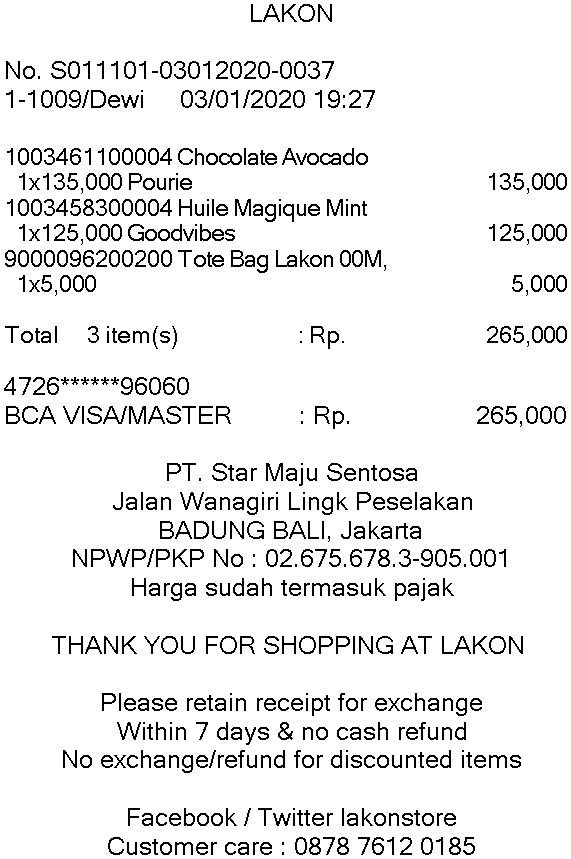 LAKON
No. S011101-03012020-0037
1-1009/Dewi 03/01/2020 19:27
1003461100004 Chocolate Avocado
1x135,000 Pourie 135,000
1003458300004 Huile Magique Mint
1x125,000 Goodvibes 125,000
9000096200200 Tote Bag Lakon 00M,
1x5,000 5,000
Total 3 item(s) : Rp. 265,000
4726******96060
BCA VISA/MASTER : Rp. 265,000
PT. Star Maju Sentosa
Jalan Wanagiri Lingk Peselakan
BADUNG BALI, Jakarta
NPWP/PKP No : 02.675.678.3-905.001
Harga sudah termasuk pajak
THANK YOU FOR SHOPPING AT LAKON
Please retain receipt for exchange
Within 7 days & no cash refund
No exchange/refund for discounted items
Facebook / Twitter lakonstore
Customer care : 0878 7612 0185